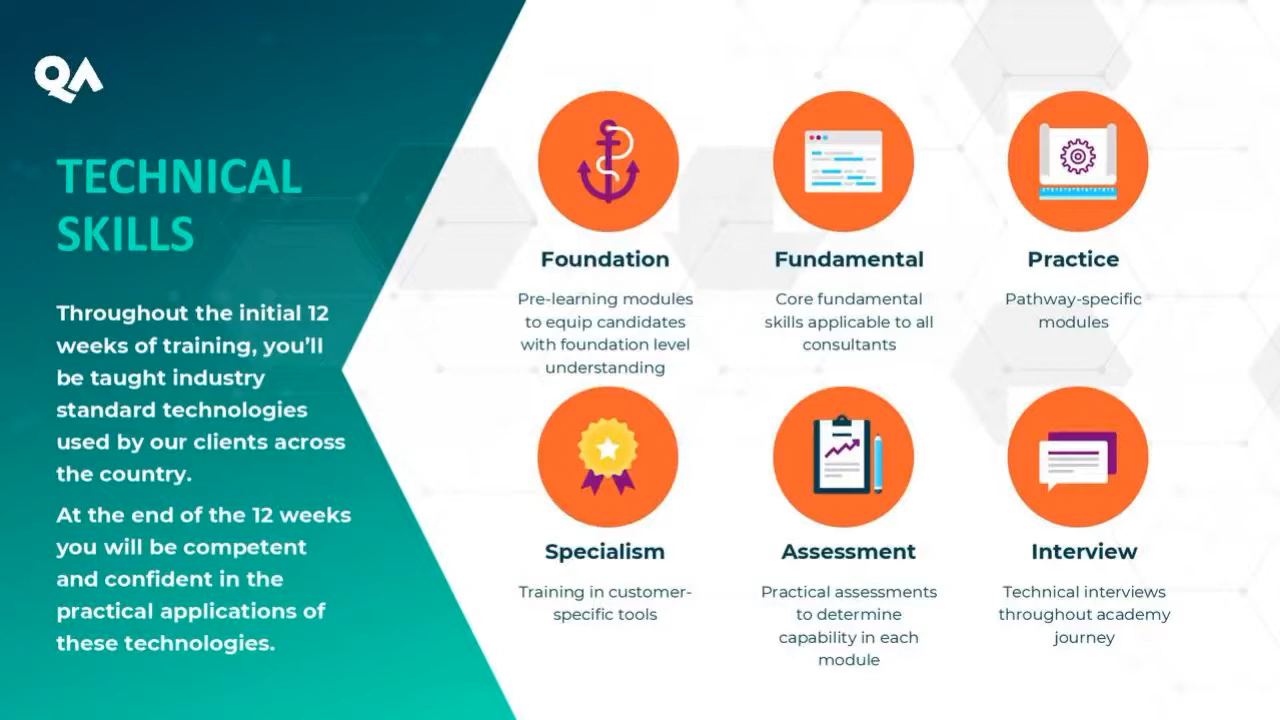 QA
TECHNICAL
SKILLS
Throughout the initial 12
weeks of training, you’ll
be taught industry
standard technologies
used by our clients across
the country.
At the end of the 12 weeks
you will be competent
and confident in the
practical applications of
these technologies.
Foundation
Pre-learning modules
to equip candidates
with foundation level
understanding
Fundamental
Core fundamental
skills applicable to all
consultants
Practice
Pathway-specific
modules
Specialism
Training in customer-
specific tools
Assessment
Practical assessments
to determine
capability in each
module
Interview
Technical interviews
throughout academy
journey